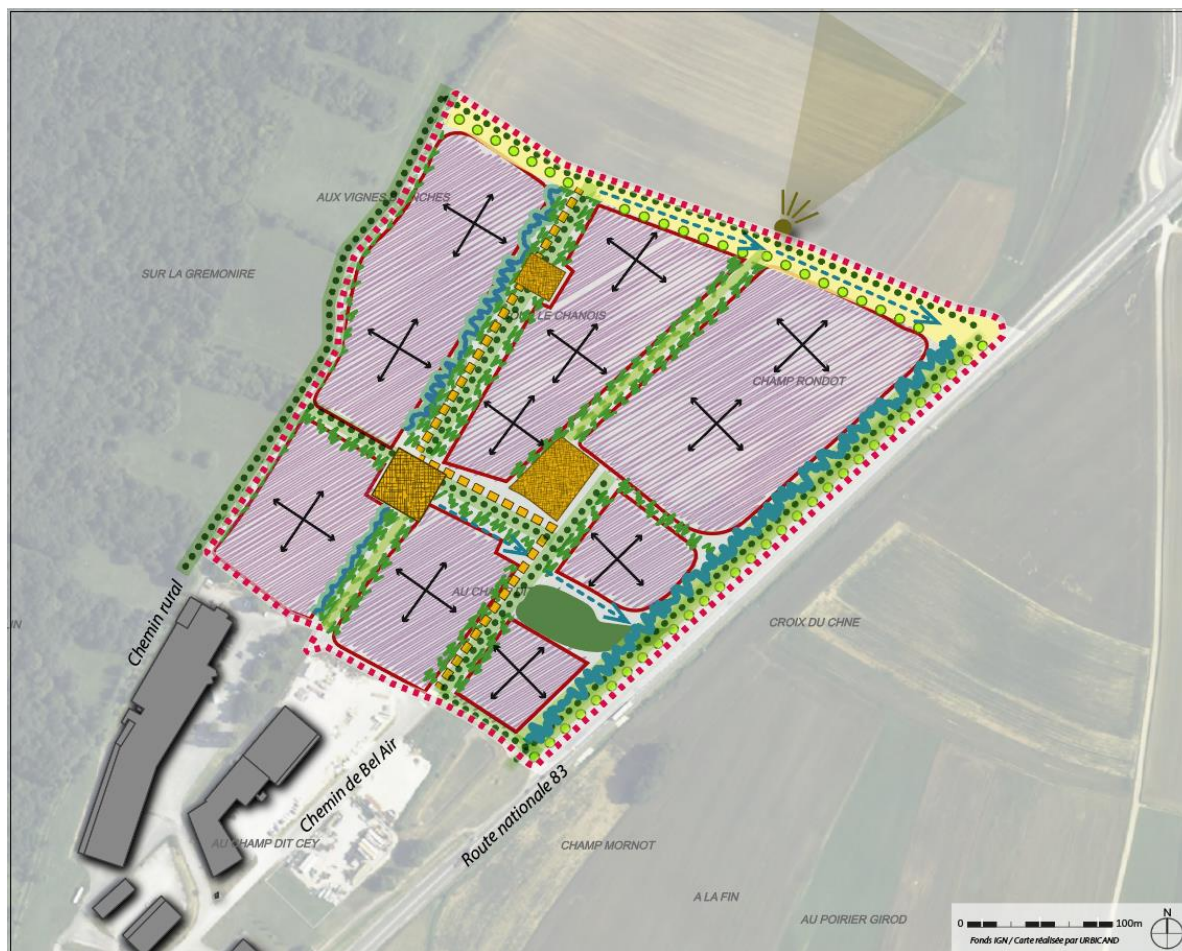 AUX VIGNES
SUR LA GREMONIRE
LE CHANOIS
CHAMP RONDOT
AU
CROIX DU CHNE
Chemin rural
Chemin de Bel Air
Route nationale 83
AU CHAMP DIT CEY
CHAMP MORNOT
A LA FIN
AU POIRIER GIROD
0 100m
N
Fonds IGN / Carte réalisée par URBICAND